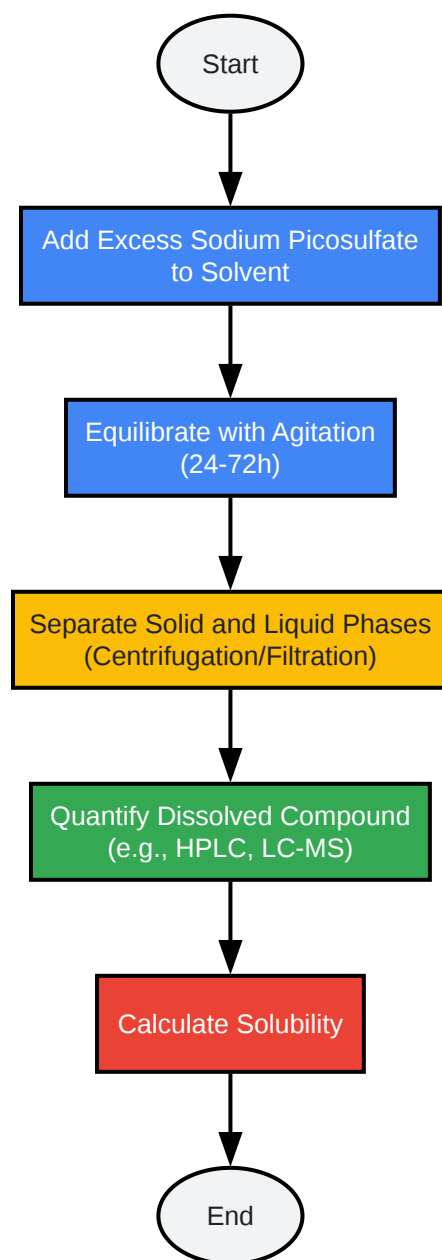 Start
Add Excess Sodium Picosulfate
to Solvent
Equilibrate with Agitation
(24-72h)
Separate Solid and Liquid Phases
(Centrifugation/Filtration)
Quantify Dissolved Compound
(e.g., HPLC, LC-MS)
Calculate Solubility
End